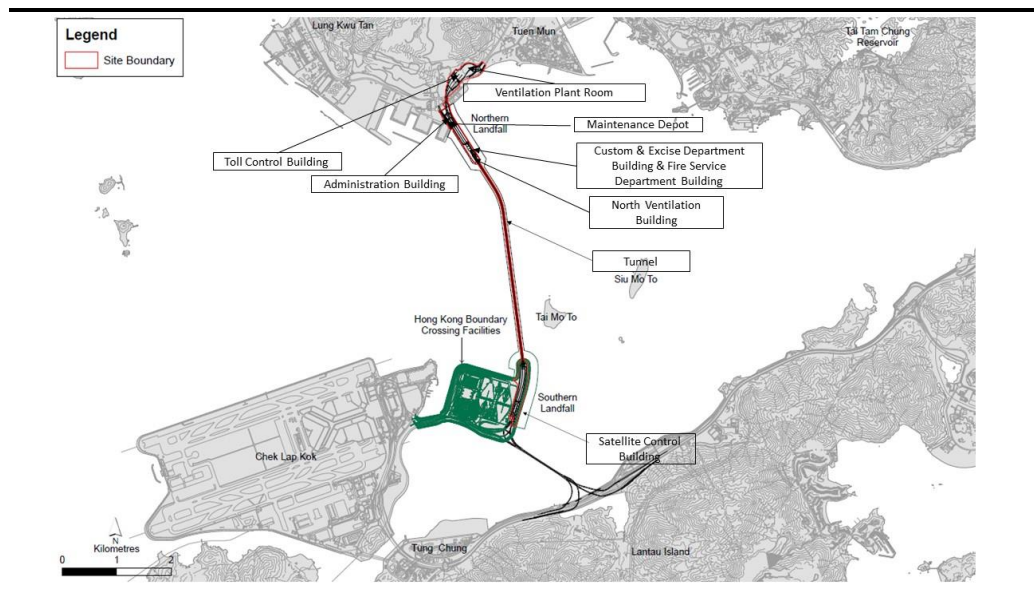 Legend
Site Boundary
Lung Kwu Tan
Tuen Mun
Tai Tam Chung
Reservoir
Ventilation Plant Room
Northern
Landfall
Maintenance Depot
Toll Control Building
Administration Building
Custom & Excise Department
Building & Fire Service
Department Building
North Ventilation
Building
Tunnel
Siu Mo To
Tai Mo To
Hong Kong Boundary
Crossing Facilities
Southern
Landfall
Satellite Control
Building
Chek Lap Kok
Tung Chung
Lantau Island
N
Kilometres
0 1 2